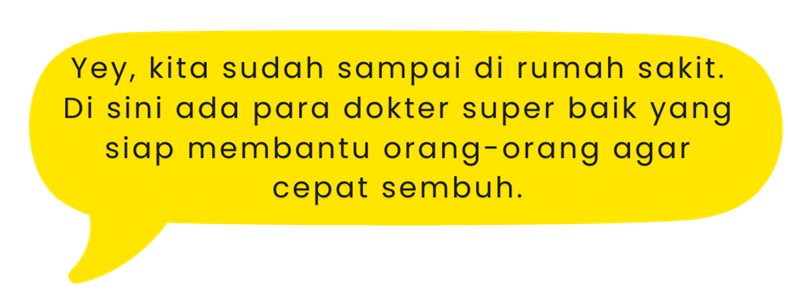 Yey, kita sudah sampai di rumah sakit.
Di sini ada para dokter super baik yang
siap membantu orang-orang agar
cepat sembuh.